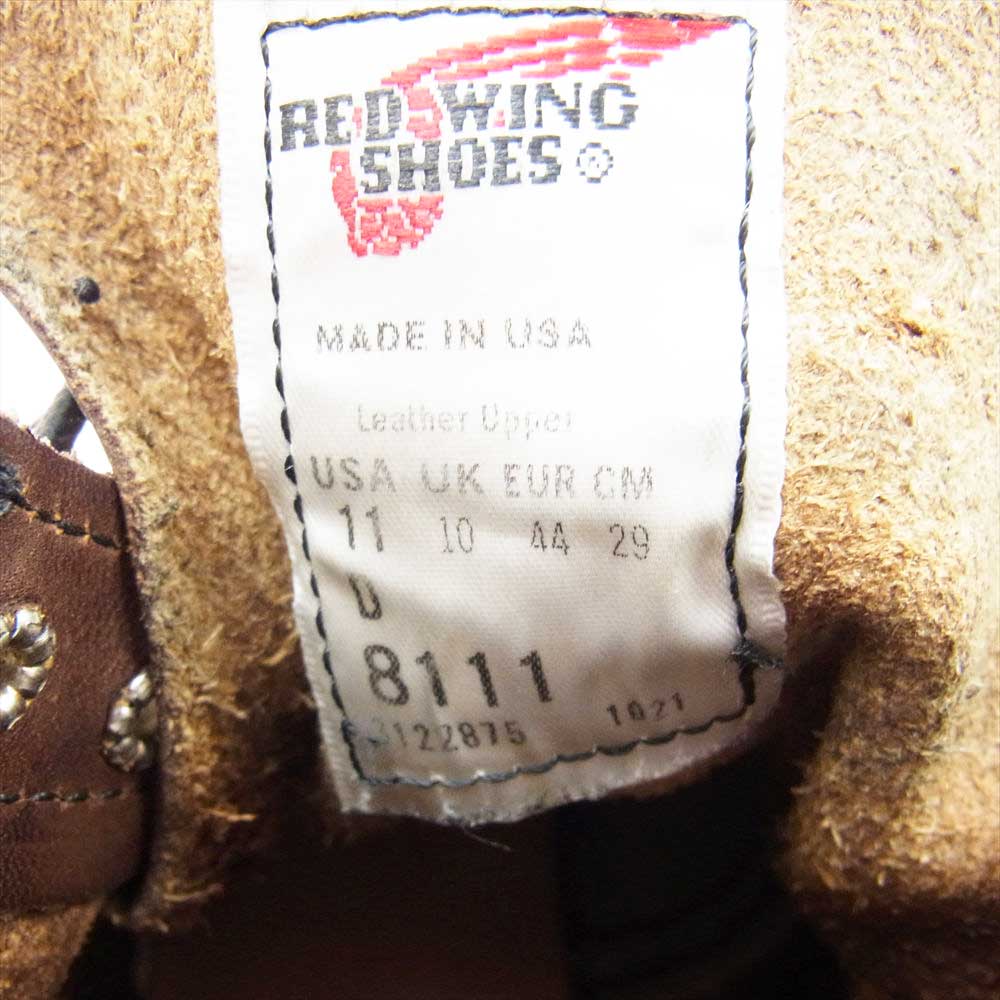 RED WING
SHOES ®
MADE IN USA
Leather Upper
USA UK EUR CM
11 10 44 29
D
8111
1021